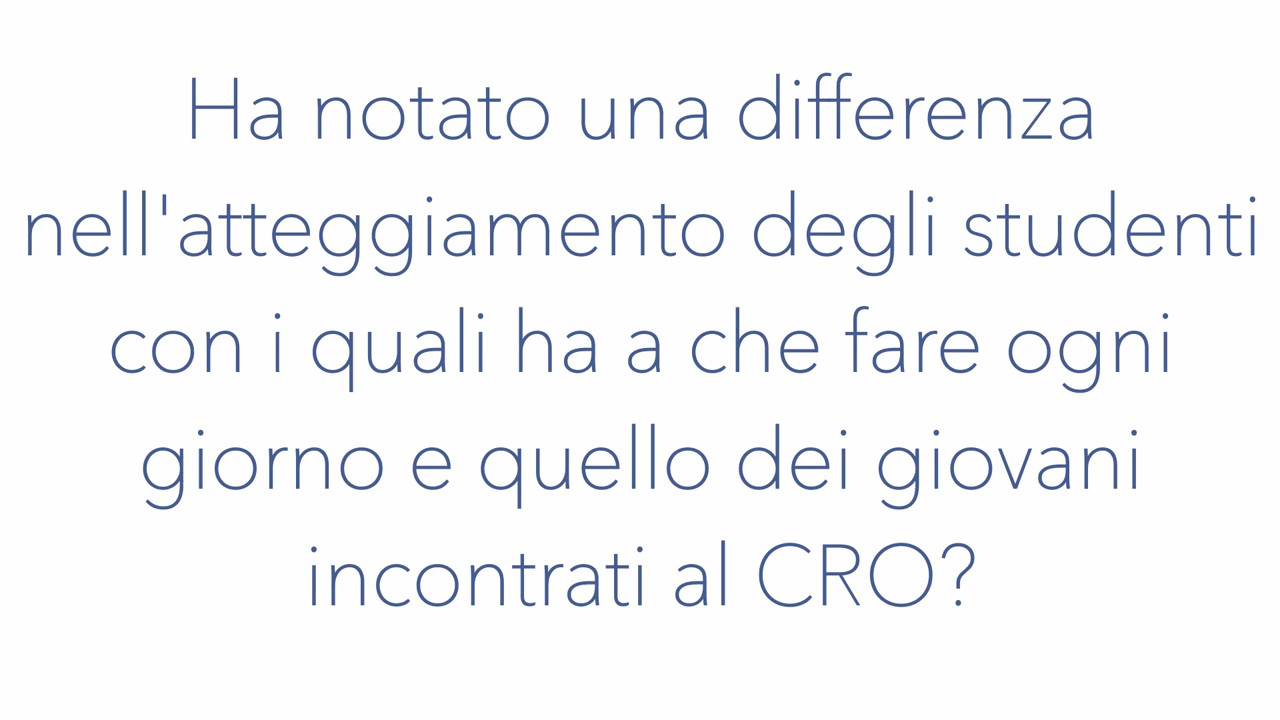 Ha notato una differenza
nell'atteggiamento degli studenti
con i quali ha a che fare ogni
giorno e quello dei giovani
incontrati al CRO?